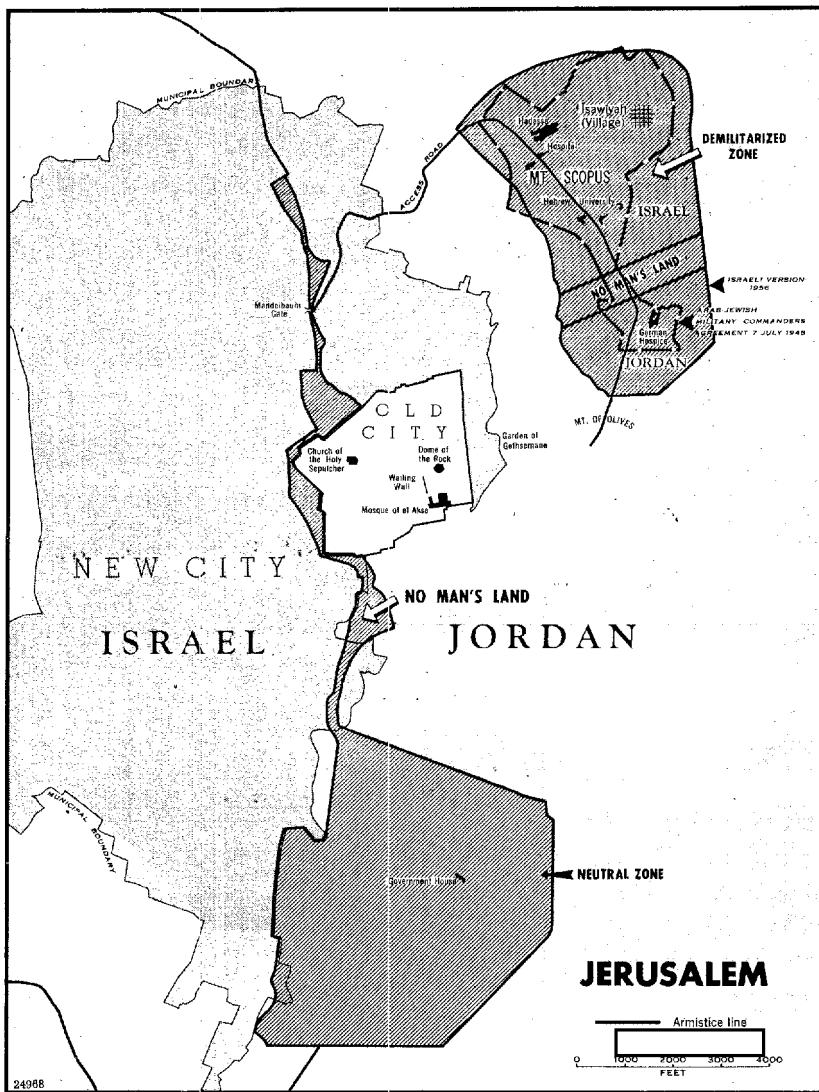 MUNICIPAL BOUNDARY
ACCESS ROAD
Isawiyah
(Village)
Hadassa
Hospital
DEMILITARIZED
ZONE
MT. SCOPUS
Hebrew University
ISRAEL
NO MAN'S LAND
ISRAELI VERSION
1956
ARAB-JEWISH
MILITARY COMMANDERS
AGREEMENT 7 JULY 1948
German
Hospice
JORDAN
MT. OF OLIVES
Mandelbaum
Gate
OLD
CITY
Garden of
Gethsemane
Church of
the Holy
Sepulcher
Dome of
the Rock
Wailing
Wall
Mosque of el Aksa
NEW CITY
NO MAN'S LAND
ISRAEL
JORDAN
MUNICIPAL
BOUNDARY
Government House
NEUTRAL ZONE
JERUSALEM
Armistice line
0 1000 2000 3000 4000
FEET
24968